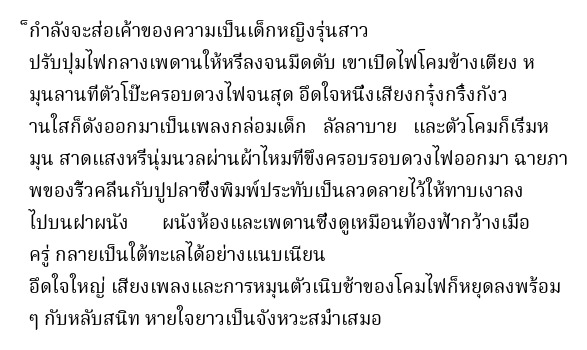 ็กำลังจะส่อเค้าของความเป็นเด็กหญิงรุ่นสาว
ปรับปุ่มไฟกลางเพดานให้หรี่ลงจนมืดดับ เขาเปิดไฟโคมข้างเตียง ห
มุนลานที่ตัวโป๊ะครอบดวงไฟจนสุด อึดใจหนึ่งเสียงกรุ๋งกริ๋งกังว
านใสก็ดังออกมาเป็นเพลงกล่อมเด็ก ลัลลาบาย และตัวโคมก็เริ่มห
มุน สาดแสงหรี่นุ่มนวลผ่านผ้าไหมที่ขึงครอบรอบดวงไฟออกมา ฉายภา
พของริ้วคลื่นกับปูปลาซึ่งพิมพ์ประทับเป็นลวดลายไว้ให้ทาบเงาลง
ไปบนฝาผนัง ผนังห้องและเพดานซึ่งดูเหมือนท้องฟ้ากว้างเมื่อ
ครู่ กลายเป็นใต้ทะเลได้อย่างแนบเนียน
อึดใจใหญ่ เสียงเพลงและการหมุนตัวเนิบช้าของโคมไฟก็หยุดลงพร้อม
ๆ กับหลับสนิท หายใจยาวเป็นจังหวะสม่ำเสมอ